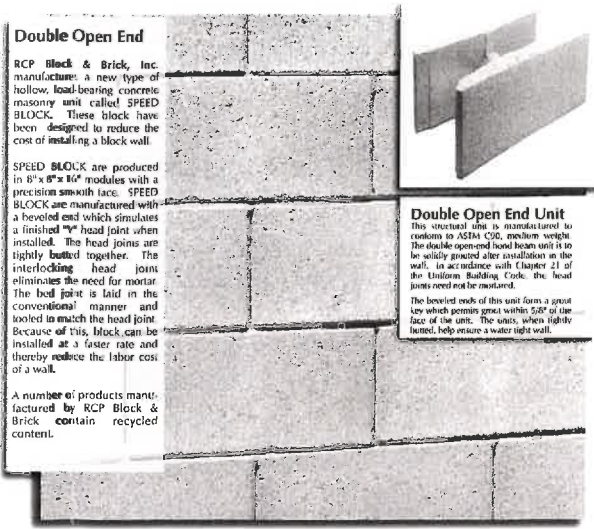 Double Open End
RCP Block & Brick, Inc.
manufactures a new type of
hollow, load-bearing concrete
masonry unit called SPEED
BLOCK. These block have
been designed to reduce the
cost of installing a block wall.
SPEED BLOCK are produced
in 8" x 8" x 16" modules with a
precision smooth face. SPEED
BLOCK are manufactured with
a beveled end which simulates
a finished "V" head joint when
installed. The head joints are
tightly butted together. The
interlocking head joint
eliminates the need for mortar.
The bed joint is laid in the
conventional manner and
tooled to match the head joint.
Because of this, block can be
installed at a faster rate and
thereby reduce the labor cost
of a wall.
A number of products manu-
factured by RCP Block &
Brick contain recycled
content.
Double Open End Unit
This structural unit is manufactured to
conform to ASTM C90, medium weight.
The double open-end bond beam unit is to
be solidly grouted after installation in the
wall. In accordance with Chapter 21 of
the Uniform Building Code, the head
joints need not be mortared.
The beveled ends of this unit form a grout
key which permits grout within 5/8" of the
face of the unit. The units, when tightly
butted, help ensure a water tight wall.